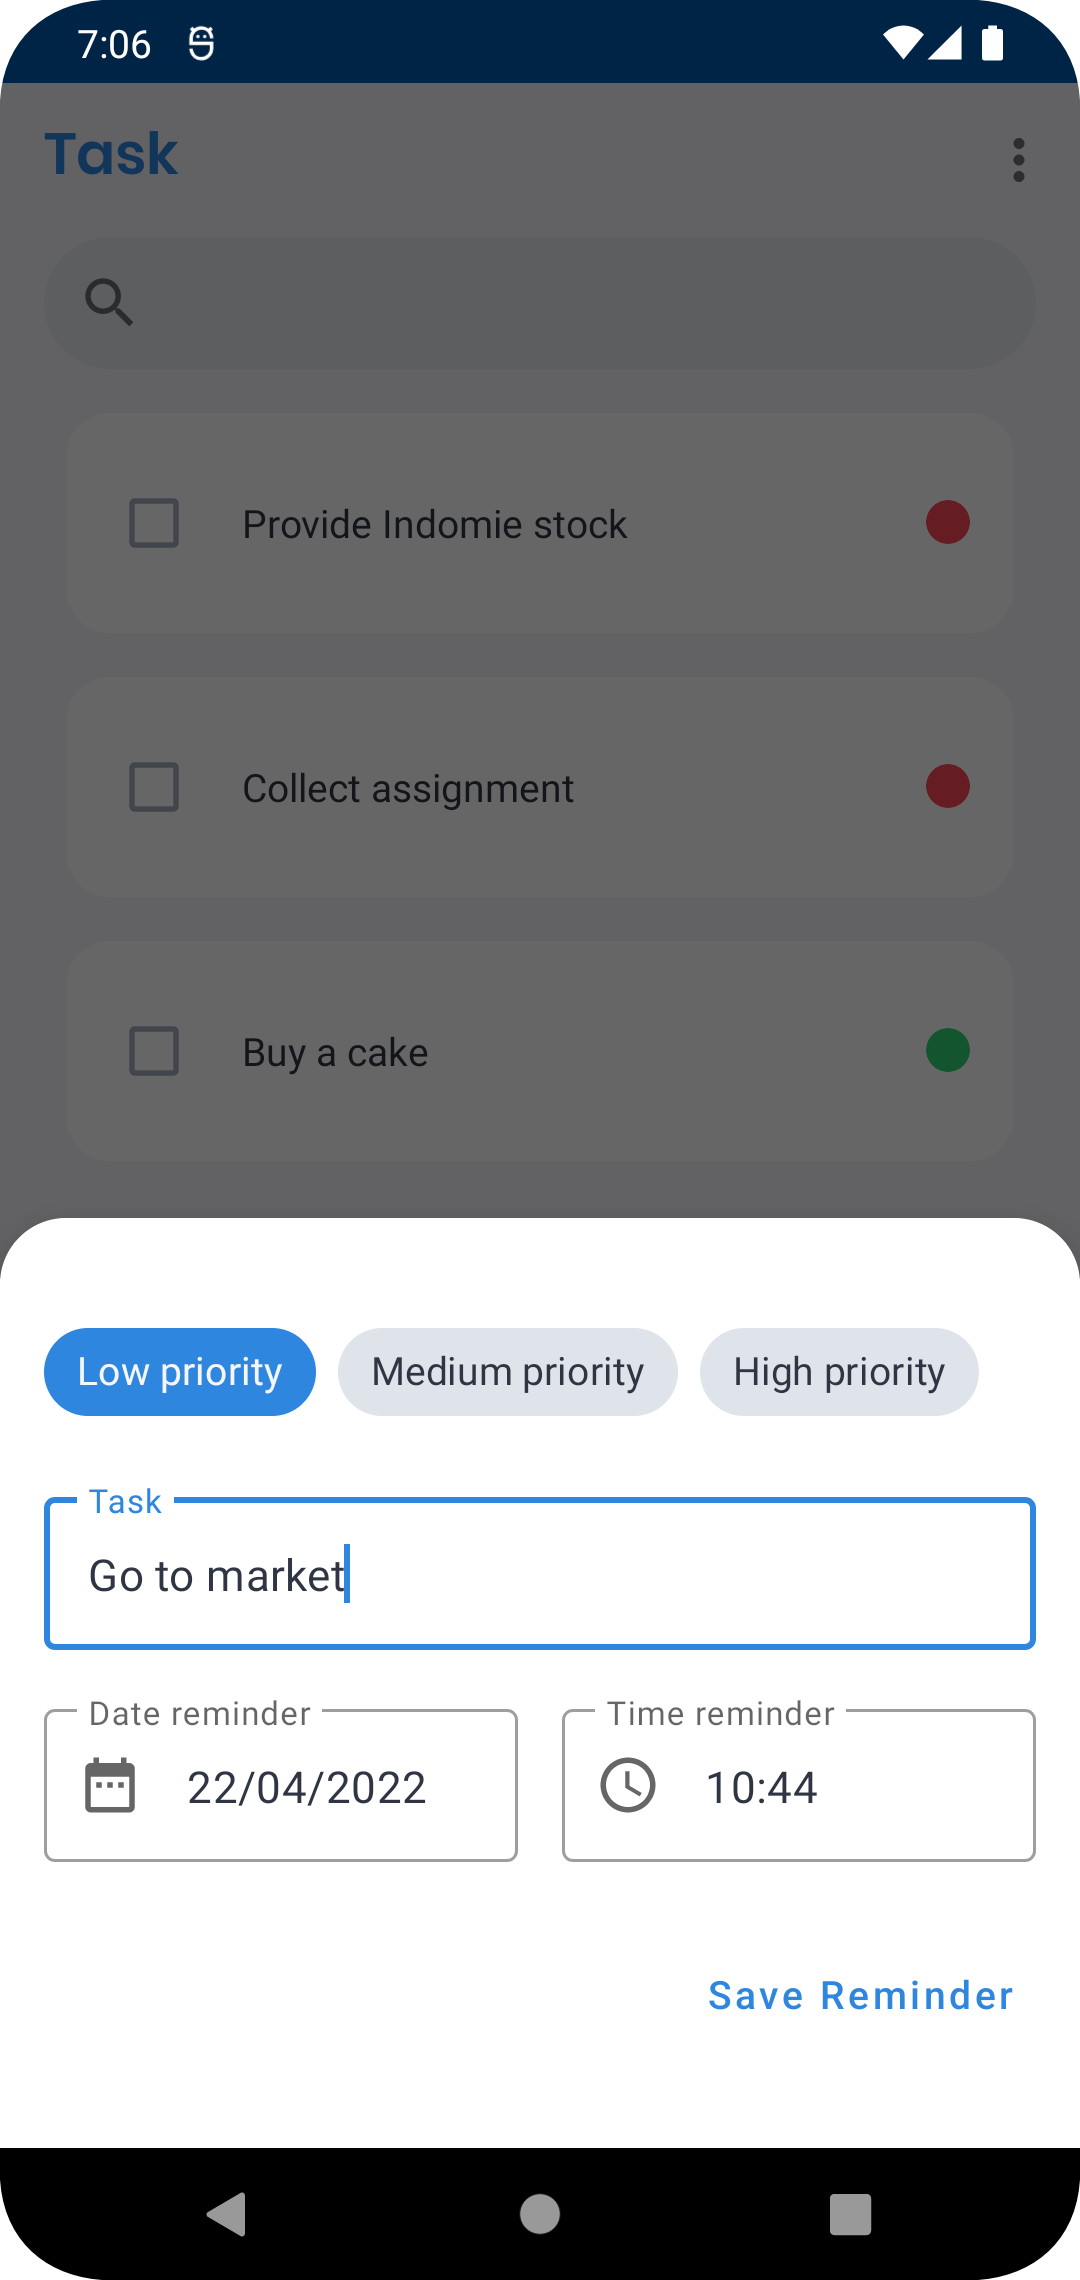 7:06
Task
Provide Indomie stock
Collect assignment
Buy a cake
Low priority Medium priority High priority
Task
Go to market
Date reminder Time reminder
22/04/2022 10:44
Save Reminder